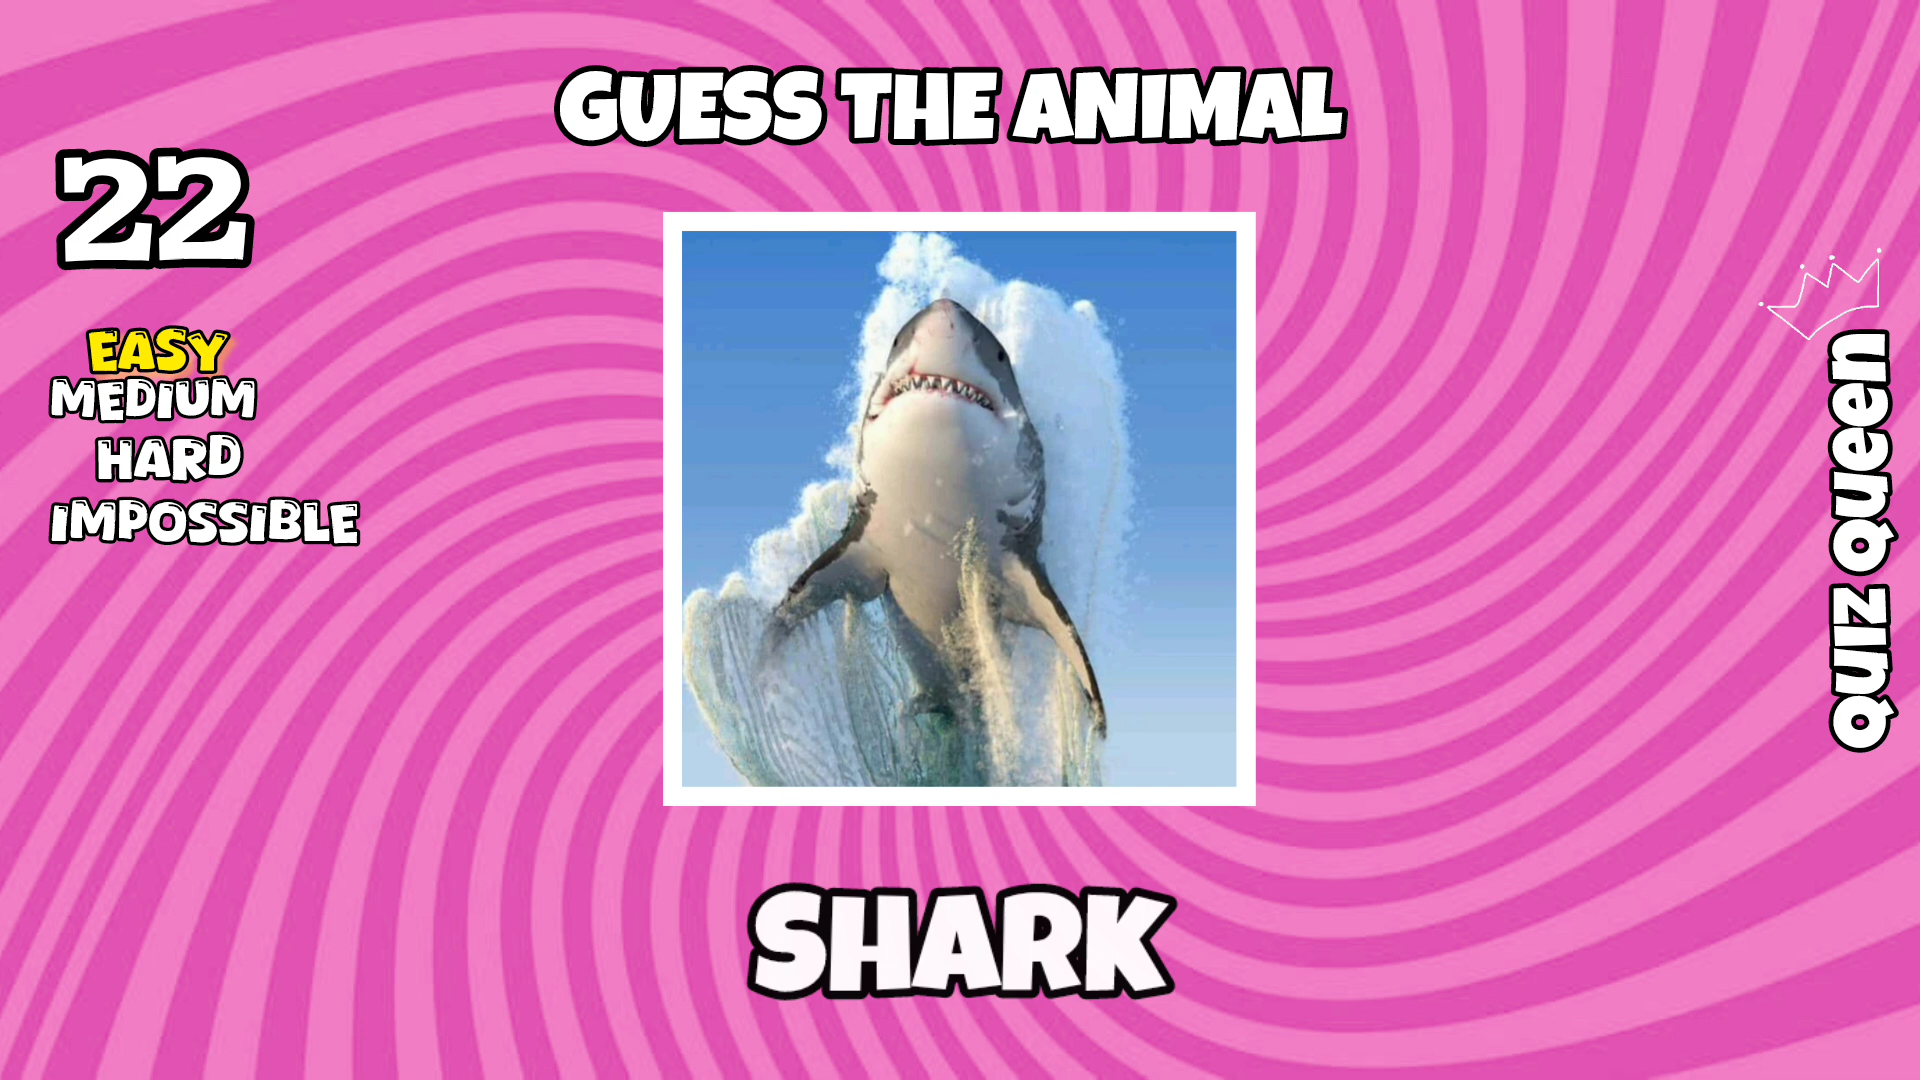 GUESS THE ANIMAL
22
EASY
MEDIUM
HARD
IMPOSSIBLE
quiz queen
SHARK